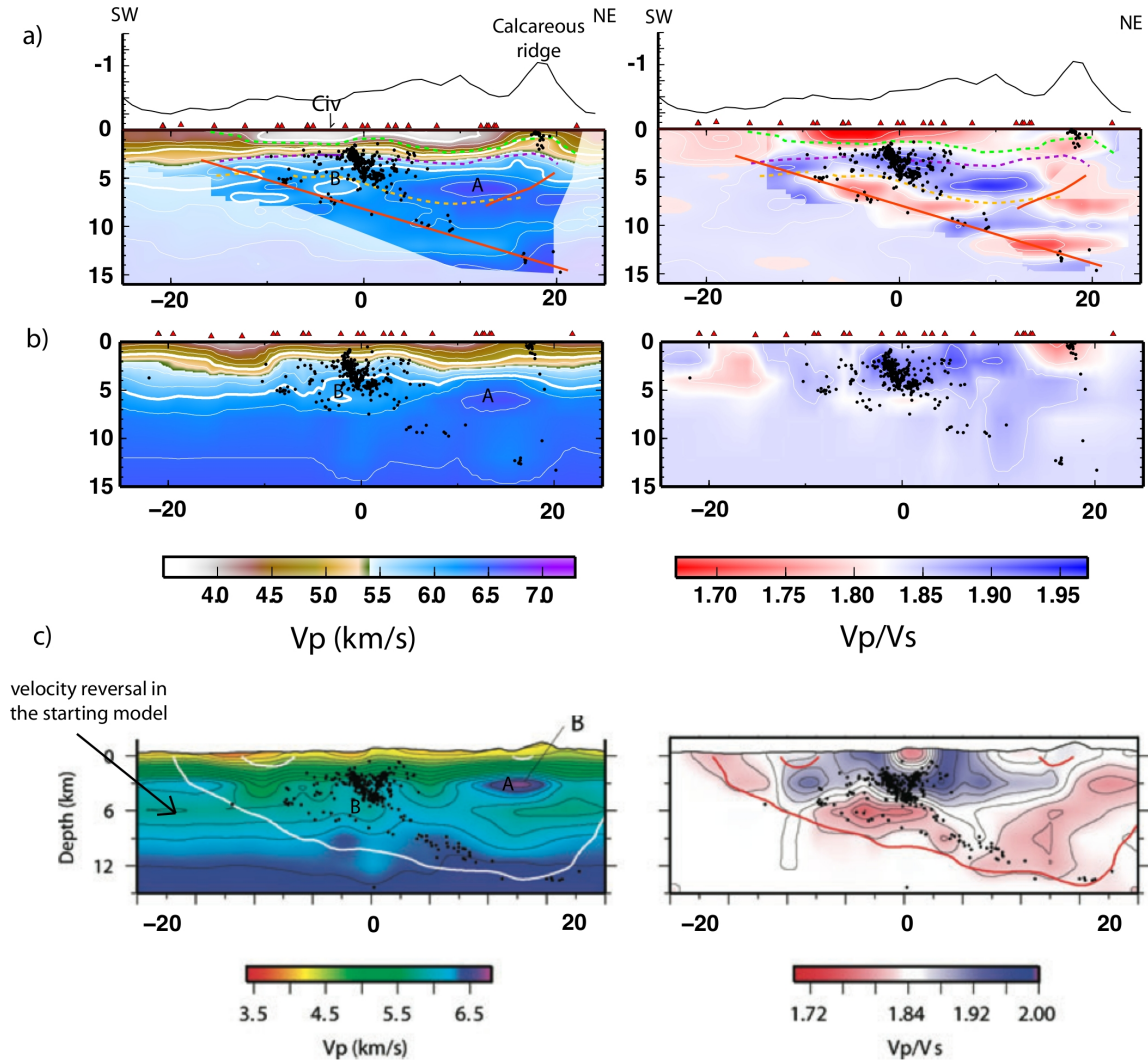 SW
NE
SW
NE
a)
Calcareous
ridge
-1
-1
Civ
0
5
10
15
B
A
−20
0
20
0
5
10
15
−20
0
20
b)
0
5
10
15
B
A
−20
0
20
0
5
10
15
−20
0
20
4.0
4.5
5.0
5.5
6.0
6.5
7.0
Vp (km/s)
1.70
1.75
1.80
1.85
1.90
1.95
Vp/Vs
c)
velocity reversal in
the starting model
B
A
B
Depth (km)
0
6
12
−20
0
20
0
6
12
−20
0
20
3.5
4.5
5.5
6.5
Vp (km/s)
1.72
1.84
1.92
2.00
Vp/Vs